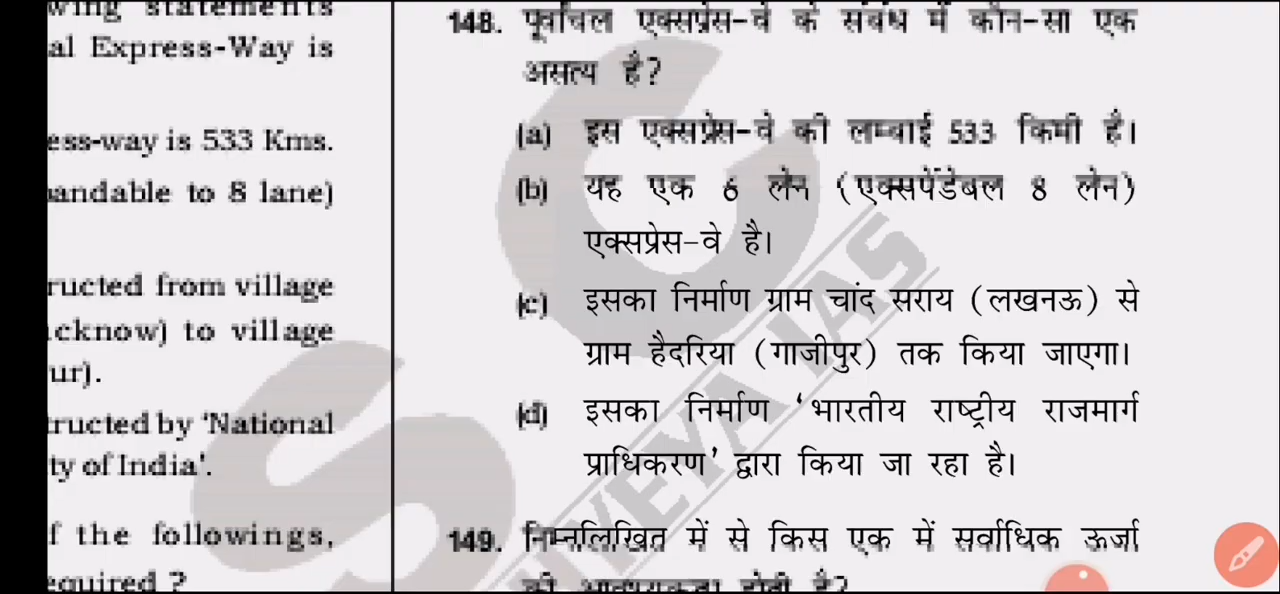 wing statements
al Express-Way is
ess-way is 533 Kms.
andable to 8 lane)
ructed from village
cknow) to village
ur).
tructed by 'National
ty of India'.
f the followings,
equired ?
148. पूर्वांचल एक्सप्रेस-वे के संबंध में कौन-सा एक
असत्य है?
(a) इस एक्सप्रेस-वे की लम्बाई 533 किमी है।
(b) यह एक 6 लेन (एक्सपेंडेबल 8 लेन)
एक्सप्रेस-वे है।
(c) इसका निर्माण ग्राम चांद सराय (लखनऊ) से
ग्राम हैदरिया (गाजीपुर) तक किया जाएगा।
(d) इसका निर्माण 'भारतीय राष्ट्रीय राजमार्ग
प्राधिकरण' द्वारा किया जा रहा है।
149. निम्नलिखित में से किस एक में सर्वाधिक ऊर्जा
की आवश्यकता होती है?